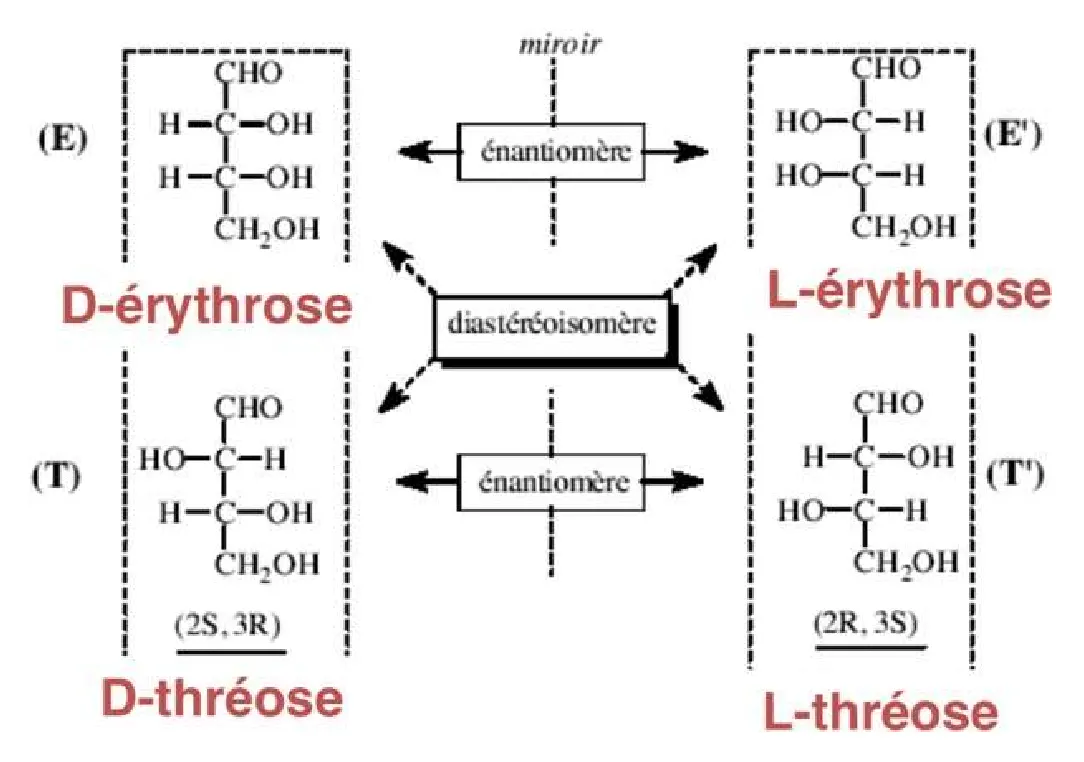 miroir
CHO
H—C—OH
H—C—OH
CH₂OH
(E)
D-érythrose
énantiomère
CHO
HO—C—H
HO—C—H
CH₂OH
(E')
L-érythrose
diastéréoisomère
CHO
HO—C—H
H—C—OH
CH₂OH
(T)
(2S, 3R)
D-thréose
énantiomère
CHO
H—C—OH
HO—C—H
CH₂OH
(T')
(2R, 3S)
L-thréose